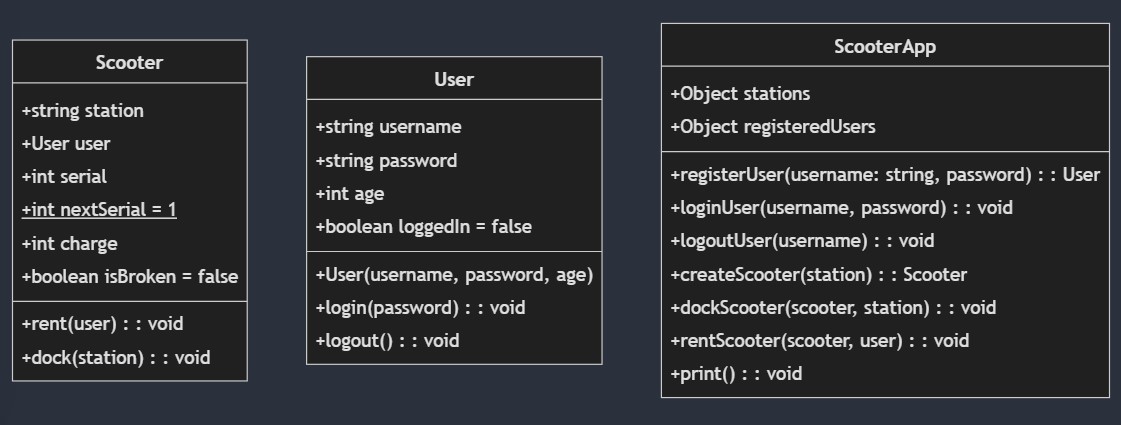 Scooter
+string station
+User user
+int serial
+int nextSerial = 1
+int charge
+boolean isBroken = false
+rent(user) : : void
+dock(station) : : void
User
+string username
+string password
+int age
+boolean loggedIn = false
+User(username, password, age)
+login(password) : : void
+logout() : : void
ScooterApp
+Object stations
+Object registeredUsers
+registerUser(username: string, password) : : User
+loginUser(username, password) : : void
+logoutUser(username) : : void
+createScooter(station) : : Scooter
+dockScooter(scooter, station) : : void
+rentScooter(scooter, user) : : void
+print() : : void